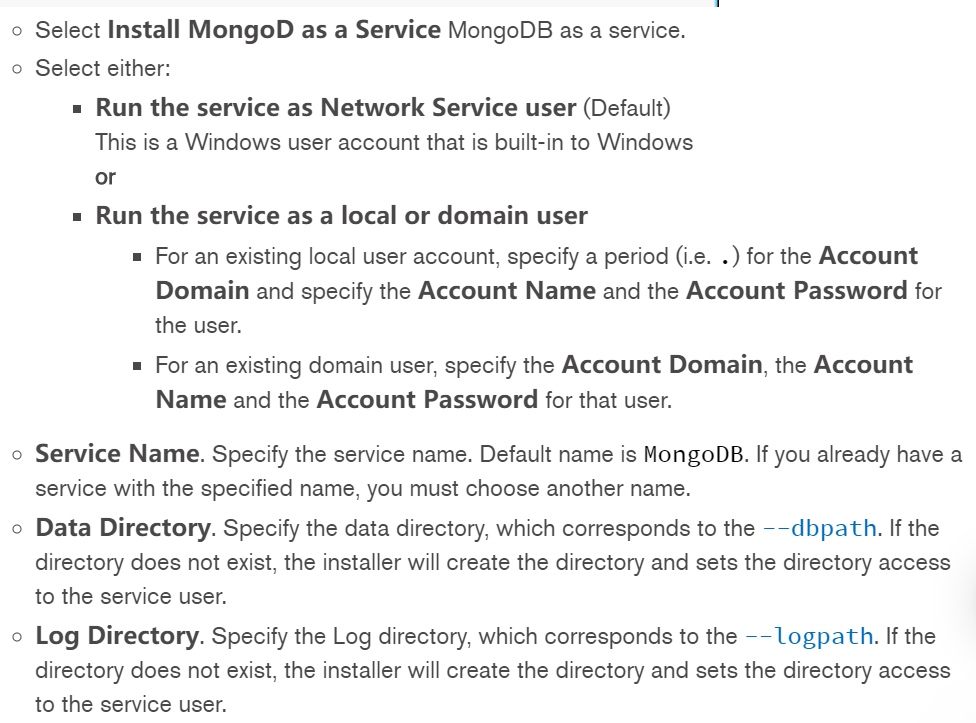 Select Install MongoD as a Service MongoDB as a service.
Select either:
Run the service as Network Service user (Default)
This is a Windows user account that is built-in to Windows
or
Run the service as a local or domain user
For an existing local user account, specify a period (i.e. .) for the Account
Domain and specify the Account Name and the Account Password for
the user.
For an existing domain user, specify the Account Domain, the Account
Name and the Account Password for that user.
Service Name. Specify the service name. Default name is MongoDB. If you already have a
service with the specified name, you must choose another name.
Data Directory. Specify the data directory, which corresponds to the --dbpath. If the
directory does not exist, the installer will create the directory and sets the directory access
to the service user.
Log Directory. Specify the Log directory, which corresponds to the --logpath. If the
directory does not exist, the installer will create the directory and sets the directory access
to the service user.